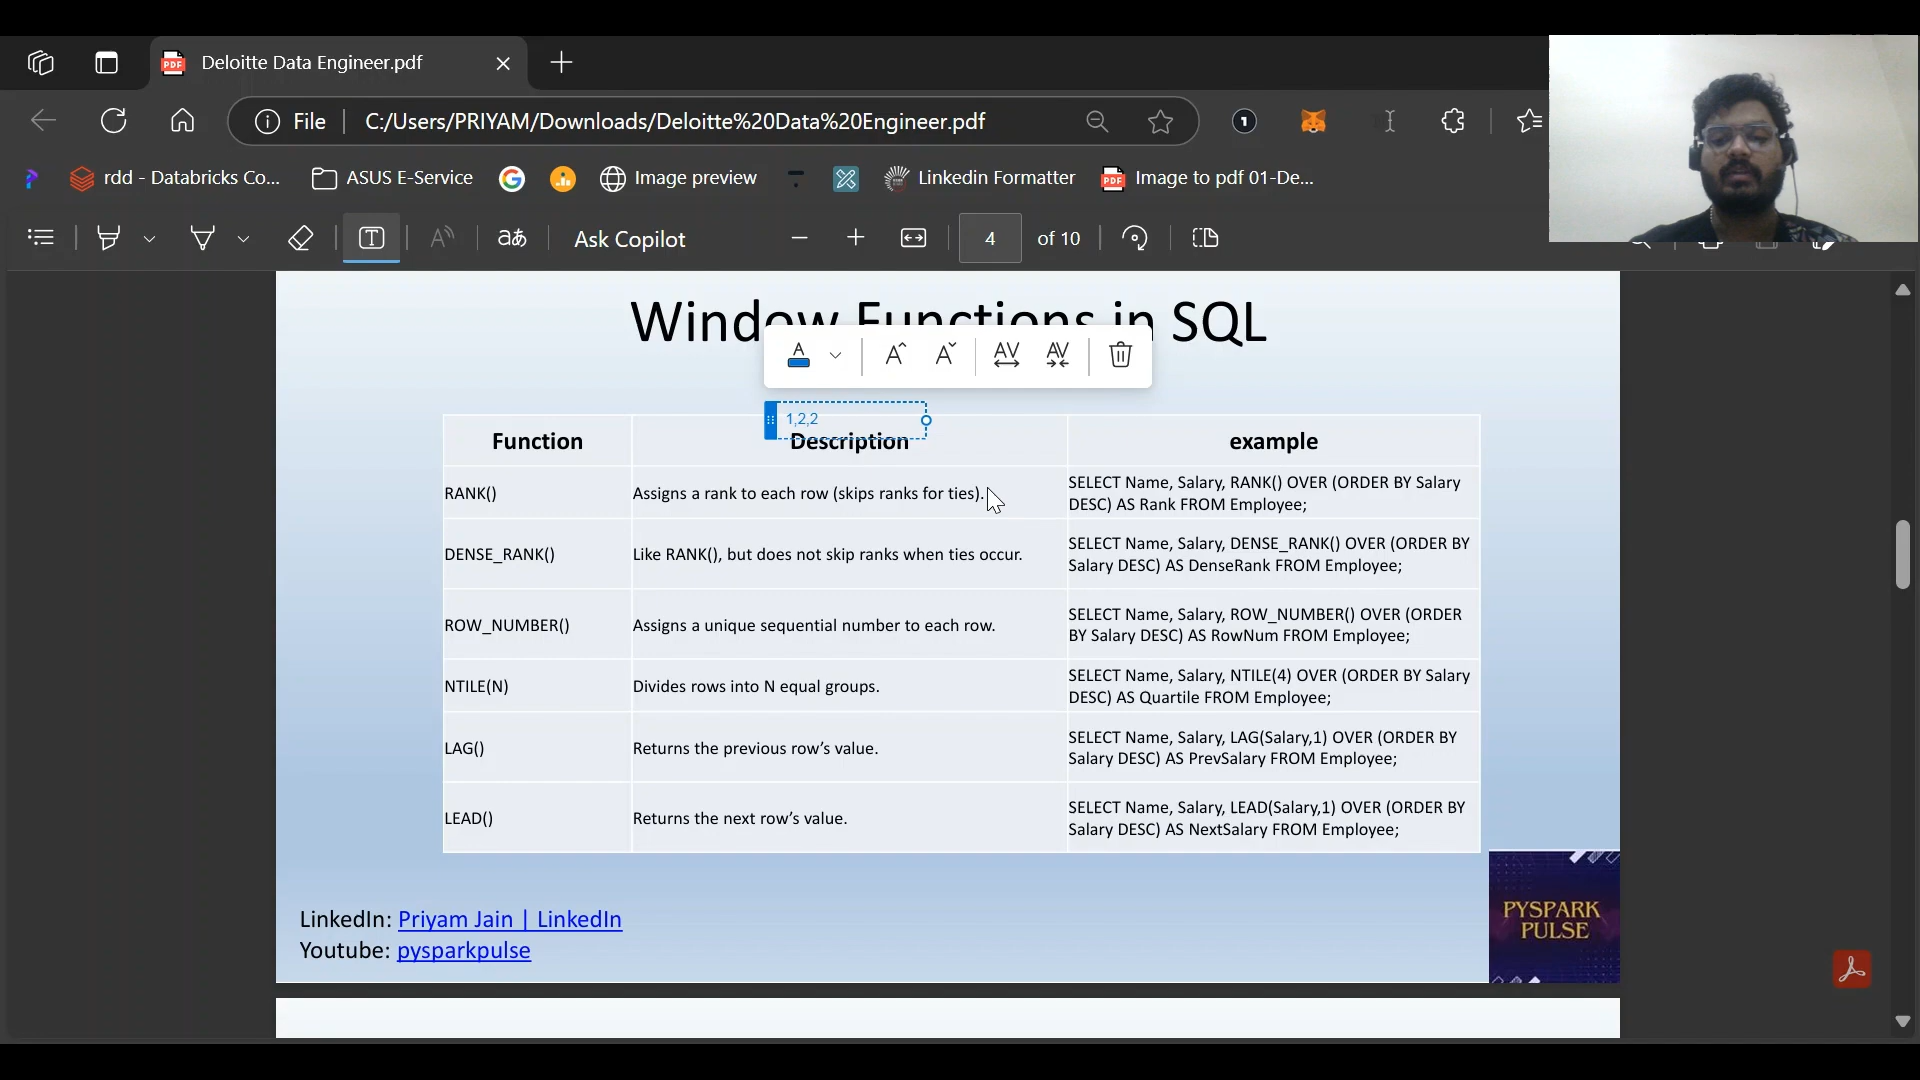 Deloitte Data Engineer.pdf
File
C:/Users/PRIYAM/Downloads/Deloitte%20Data%20Engineer.pdf
rdd - Databricks Co...
ASUS E-Service
Image preview
Linkedin Formatter
Image to pdf 01-De...
Ask Copilot
4
of 10
Window Functions in SQL
1,2,2
Function
Description
example
RANK()
Assigns a rank to each row (skips ranks for ties).
SELECT Name, Salary, RANK() OVER (ORDER BY Salary
DESC) AS Rank FROM Employee;
DENSE_RANK()
Like RANK(), but does not skip ranks when ties occur.
SELECT Name, Salary, DENSE_RANK() OVER (ORDER BY
Salary DESC) AS DenseRank FROM Employee;
ROW_NUMBER()
Assigns a unique sequential number to each row.
SELECT Name, Salary, ROW_NUMBER() OVER (ORDER
BY Salary DESC) AS RowNum FROM Employee;
NTILE(N)
Divides rows into N equal groups.
SELECT Name, Salary, NTILE(4) OVER (ORDER BY Salary
DESC) AS Quartile FROM Employee;
LAG()
Returns the previous row’s value.
SELECT Name, Salary, LAG(Salary,1) OVER (ORDER BY
Salary DESC) AS PrevSalary FROM Employee;
LEAD()
Returns the next row’s value.
SELECT Name, Salary, LEAD(Salary,1) OVER (ORDER BY
Salary DESC) AS NextSalary FROM Employee;
LinkedIn: Priyam Jain | LinkedIn
Youtube: pysparkpulse
PYSPARK
PULSE